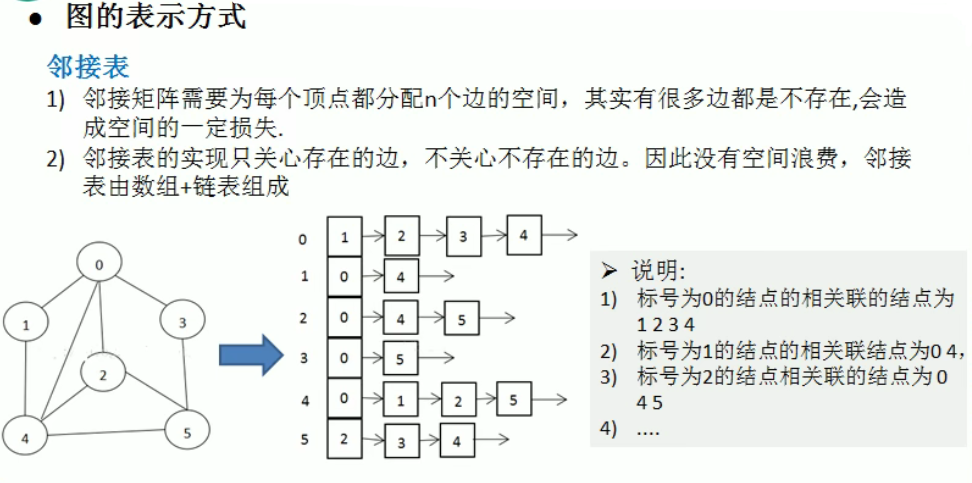 • 图的表示方式
邻接表
1) 邻接矩阵需要为每个顶点都分配n个边的空间，其实有很多边都是不存在,会造
成空间的一定损失.
2) 邻接表的实现只关心存在的边，不关心不存在的边。因此没有空间浪费，邻接
表由数组+链表组成
0
1
3
2
4
5
0 1 2 3 4
1 0 4
2 0 4 5
3 0 5
4 0 1 2 5
5 2 3 4
➢ 说明:
1) 标号为0的结点的相关联的结点为
1 2 3 4
2) 标号为1的结点的相关联结点为0 4，
3) 标号为2的结点相关联的结点为 0
4 5
4) ....